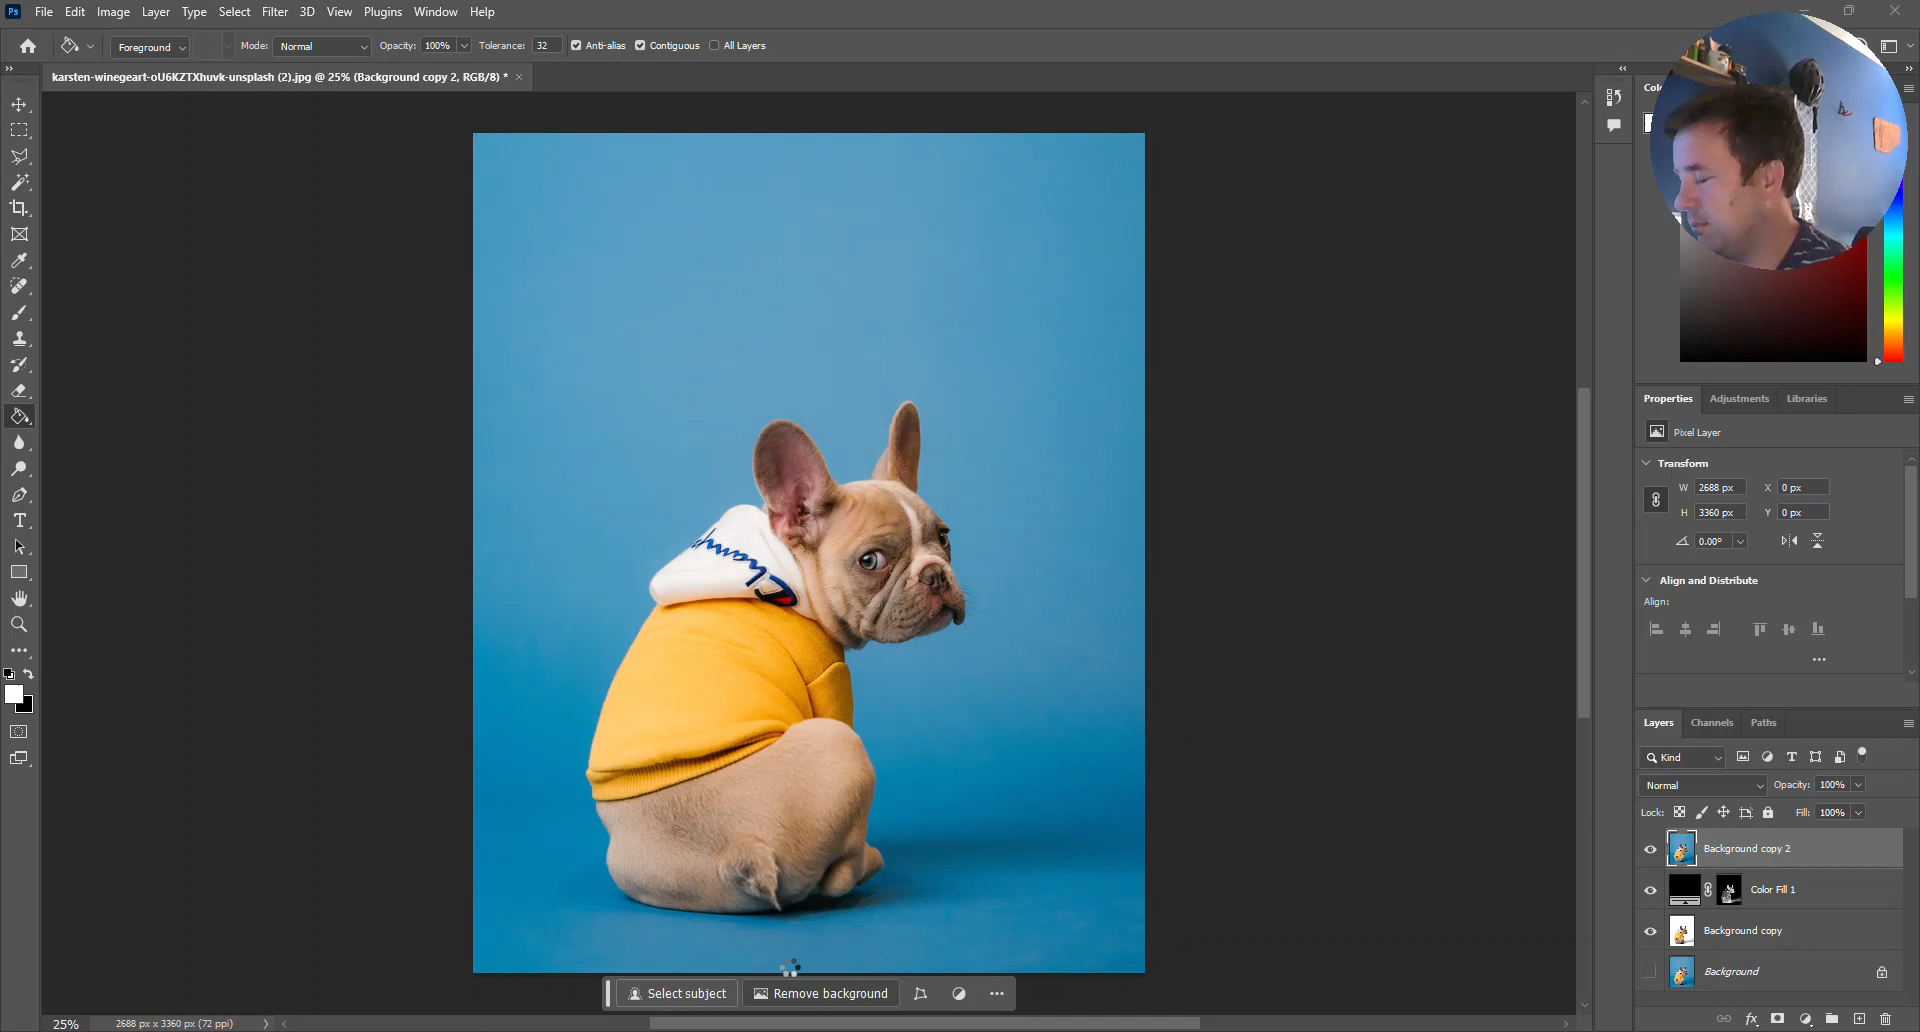 Ps File Edit Image Layer Type Select Filter 3D View Plugins Window Help
Foreground Mode: Normal Opacity: 100% Tolerance: 32 Anti-alias Contiguous All Layers
karsten-winegeart-oU6KZTXhuvk-unsplash (2).jpg @ 25% (Background copy 2, RGB/8) *
Properties Adjustments Libraries
Pixel Layer
Transform
W 2688 px X 0 px
H 3360 px Y 0 px
0.00°
Align and Distribute
Align:
Layers Channels Paths
Kind
Normal Opacity: 100%
Lock: Fill: 100%
Background copy 2
Color Fill 1
Background copy
Background
Select subject Remove background
25% 2688 px x 3360 px (72 ppi)